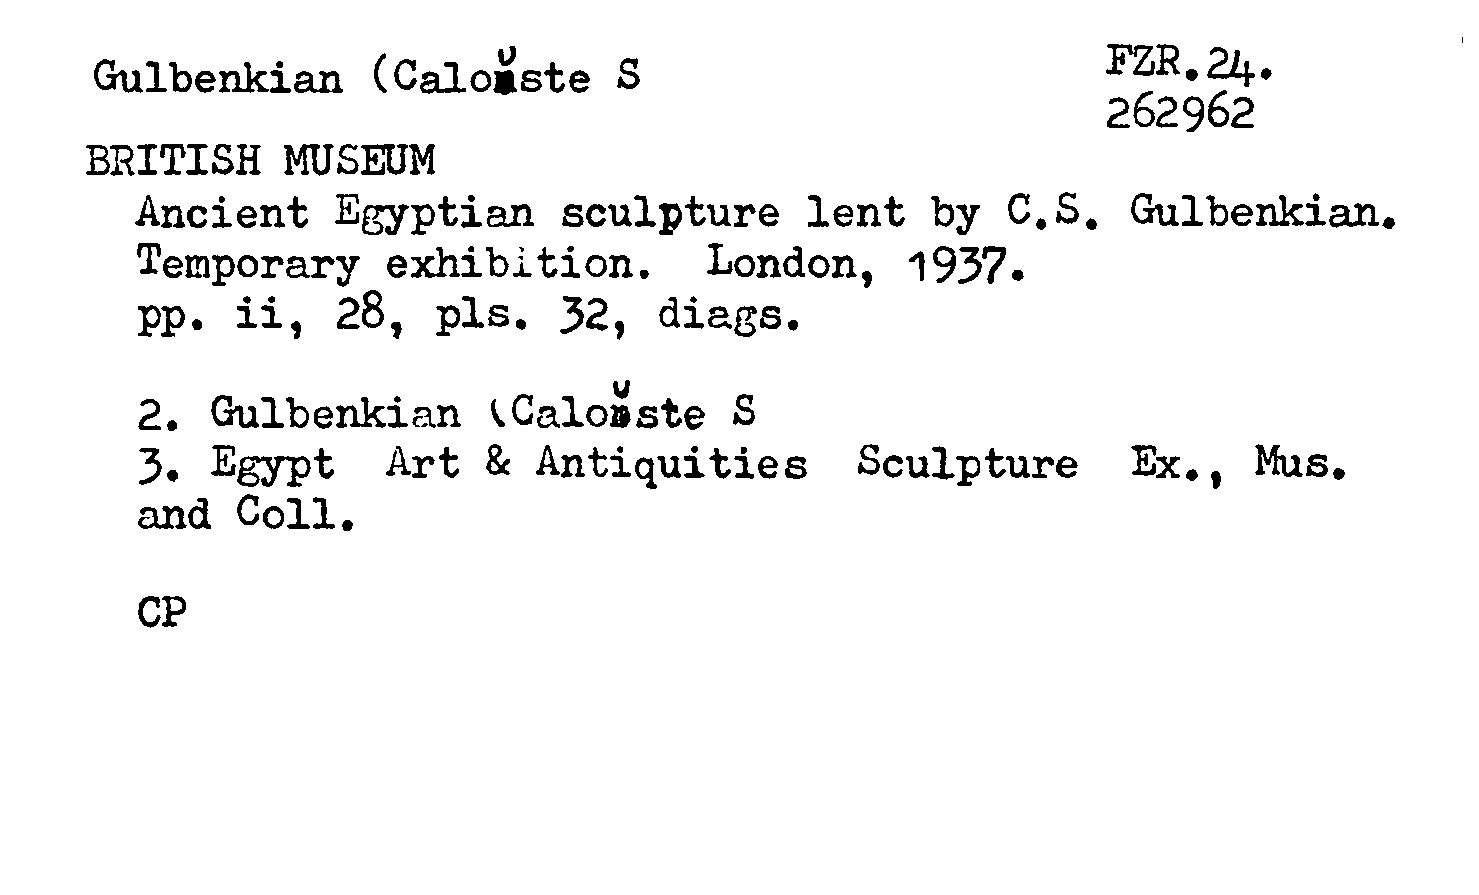 Gulbenkian (Calouste S
FZR.24.
262962
BRITISH MUSEUM
Ancient Egyptian sculpture lent by C.S. Gulbenkian.
Temporary exhibition. London, 1937.
pp. ii, 28, pls. 32, diags.
2. Gulbenkian (Calouste S
3. Egypt Art & Antiquities Sculpture Ex., Mus.
and Coll.
CP